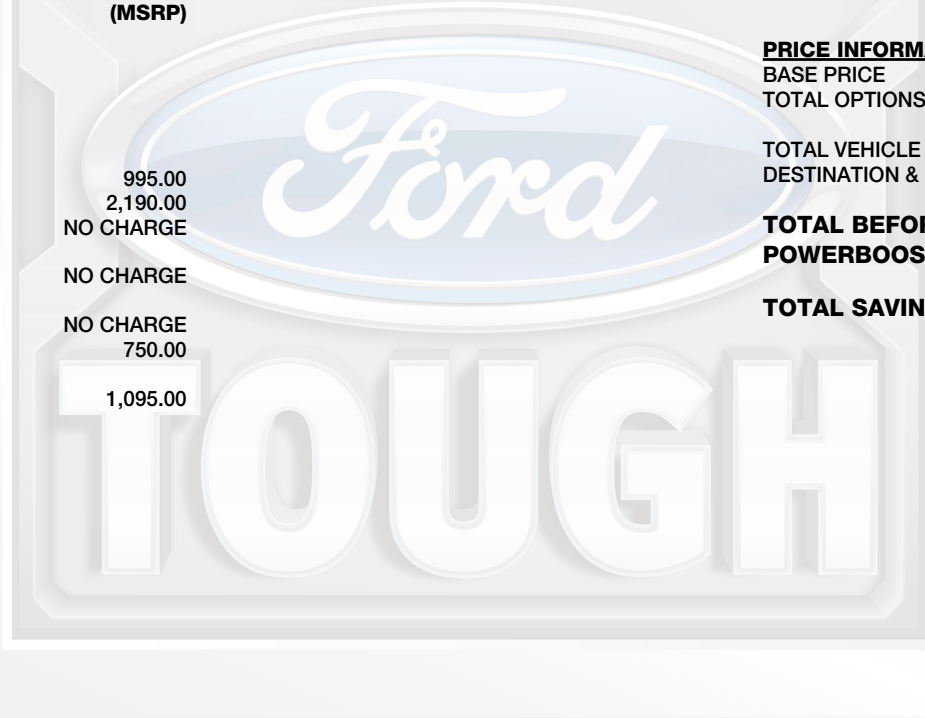 (MSRP)
995.00
2,190.00
NO CHARGE
NO CHARGE
NO CHARGE
750.00
1,095.00
PRICE INFORM
BASE PRICE
TOTAL OPTIONS
TOTAL VEHICLE
DESTINATION &
TOTAL BEFOR
POWERBOOS
TOTAL SAVIN
Ford
TOUGH